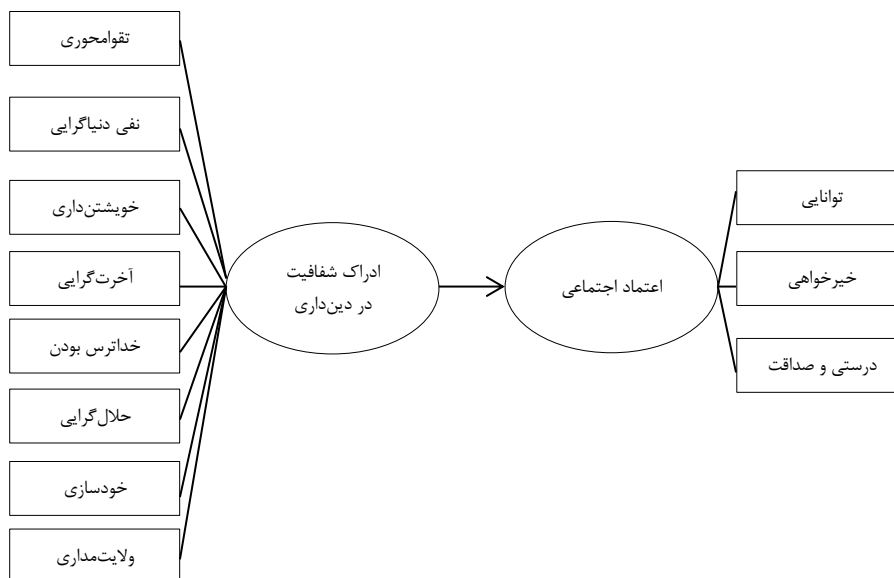 تقوامحوری
نفی دنیاگرایی
خویشتن‌داری
آخرت‌گرایی
خداترس بودن
حلال‌گرایی
خودسازی
ولایت‌مداری
ادراک شفافیت
در دین‌داری
اعتماد اجتماعی
توانایی
خیرخواهی
درستی و صداقت